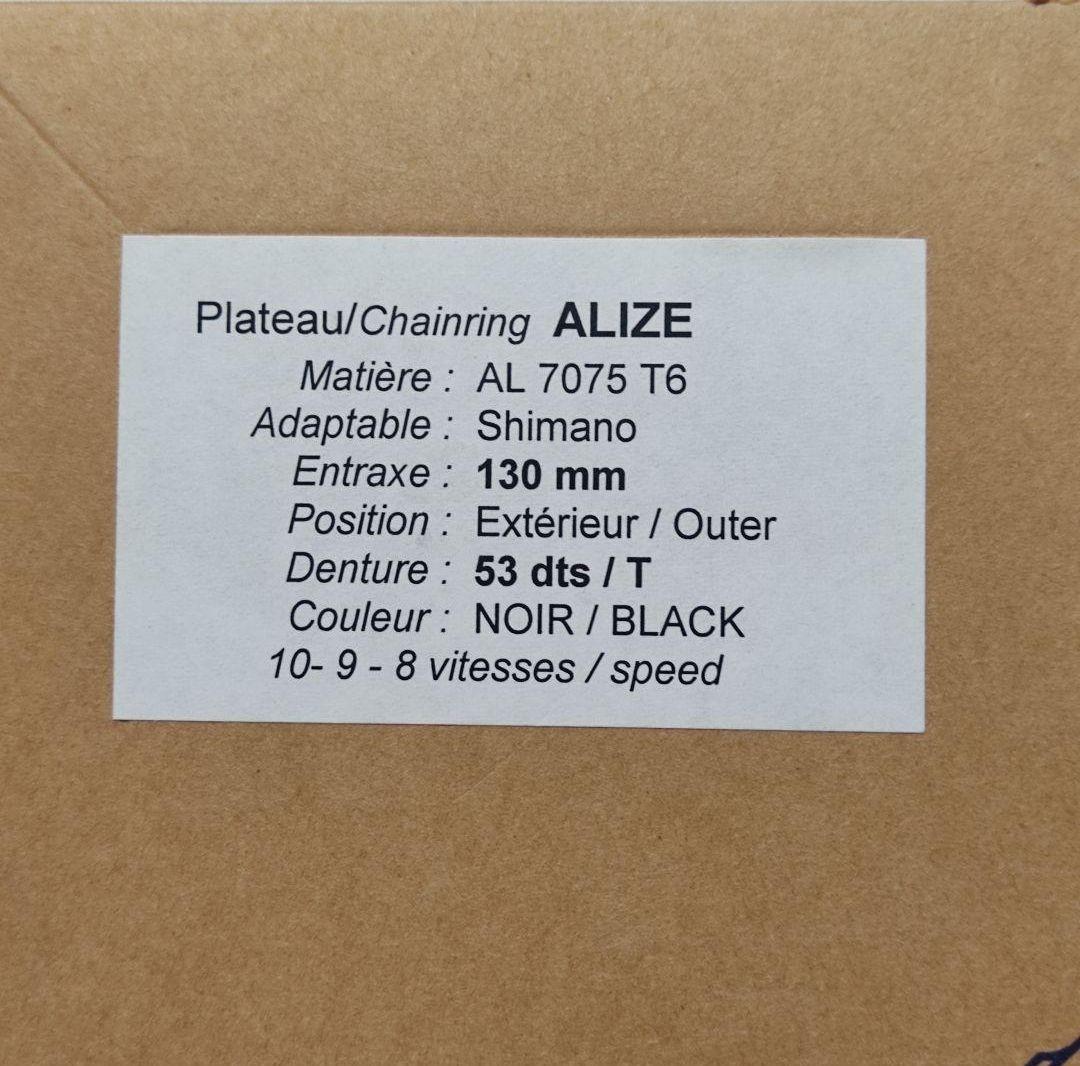 Plateau/Chainring ALIZE
Matière : AL 7075 T6
Adaptable : Shimano
Entraxe : 130 mm
Position : Extérieur / Outer
Denture : 53 dts / T
Couleur : NOIR / BLACK
10- 9 - 8 vitesses / speed